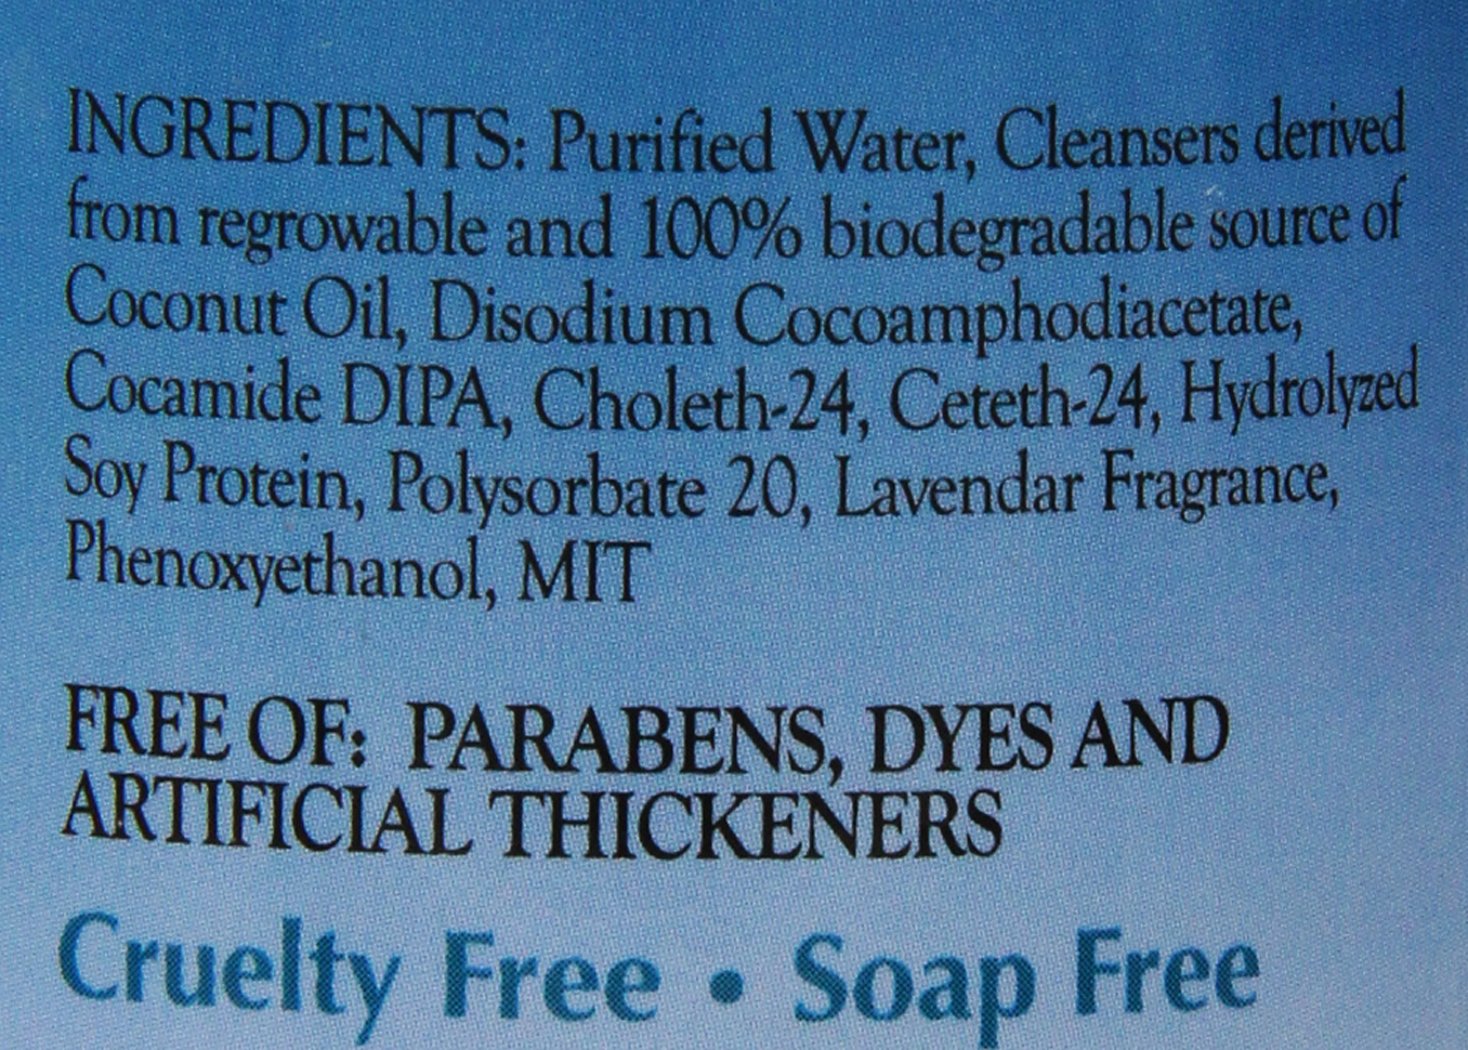 INGREDIENTS: Purified Water, Cleansers derived
from regrowable and 100% biodegradable source of
Coconut Oil, Disodium Cocoamphodiacetate,
Cocamide DIPA, Choleth-24, Ceteth-24, Hydrolyzed
Soy Protein, Polysorbate 20, Lavendar Fragrance,
Phenoxyethanol, MIT
FREE OF: PARABENS, DYES AND
ARTIFICIAL THICKENERS
Cruelty Free • Soap Free